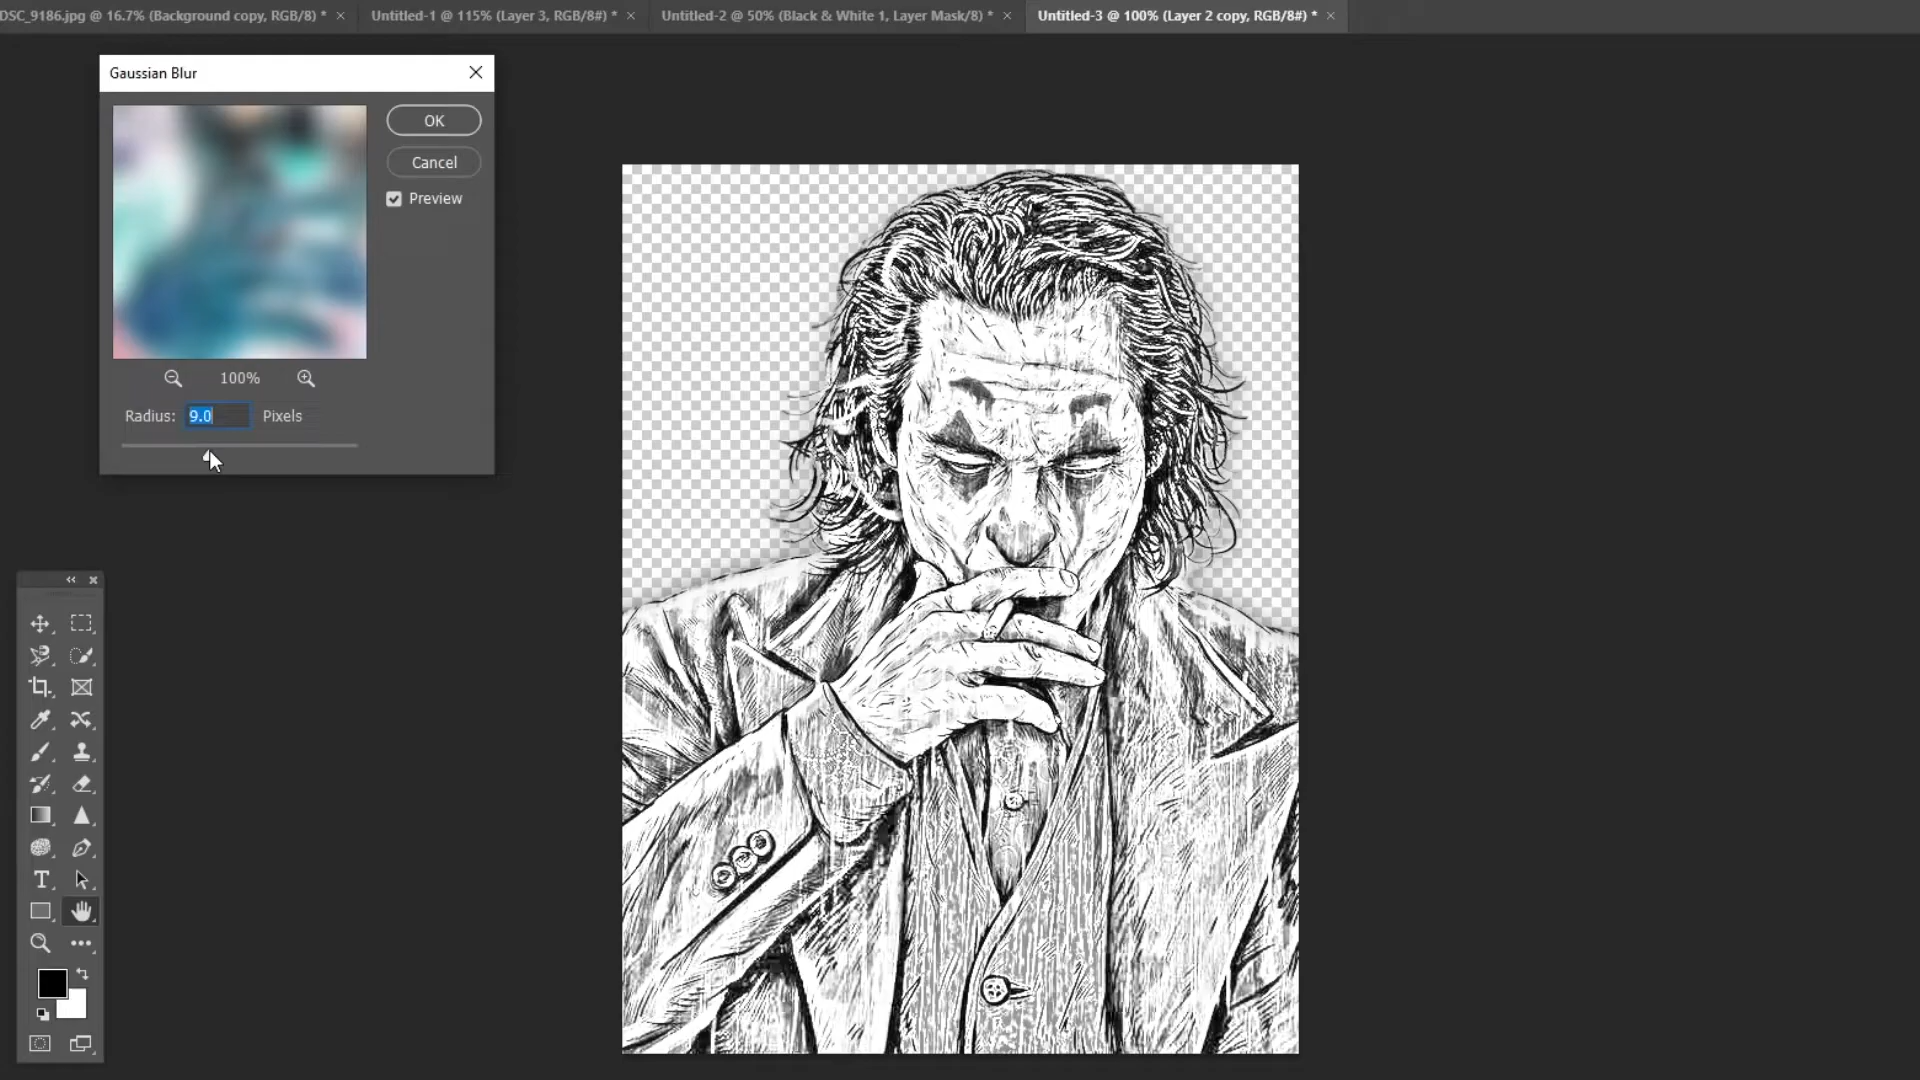 DSC_9186.jpg @ 16.7% (Background copy, RGB/8) *
Untitled-1 @ 115% (Layer 3, RGB/8#) *
Untitled-2 @ 50% (Black & White 1, Layer Mask/8) *
Untitled-3 @ 100% (Layer 2 copy, RGB/8#) *
Gaussian Blur
OK
Cancel
Preview
100%
Radius: 9.0 Pixels